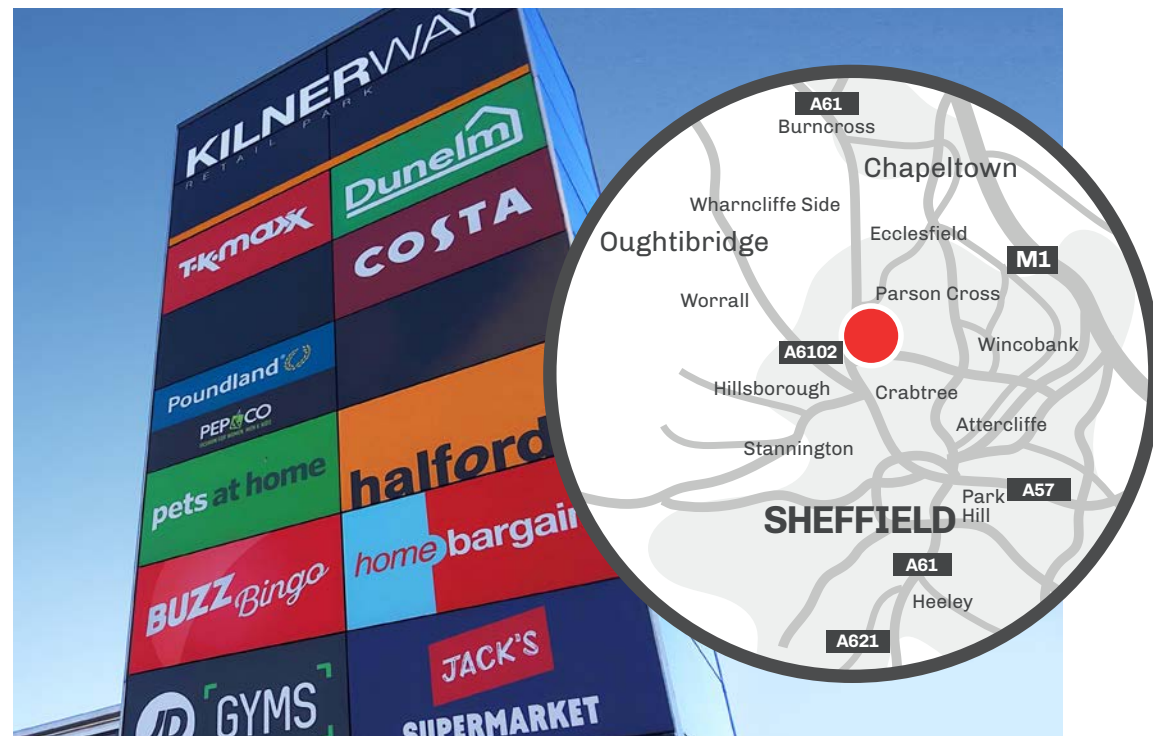 KILNERWAY
RETAIL PARK
Dunelm
T·K·maxx
COSTA
Poundland
PEP&CO
pets at home
halford
home bargain
BUZZ Bingo
JACK'S
SUPERMARKET
JD GYMS
A61
Burncross
Chapeltown
Wharncliffe Side
Oughtibridge
Ecclesfield
M1
Worrall
Parson Cross
A6102
Wincobank
Hillsborough
Crabtree
Attercliffe
Stannington
Park
Hill
A57
SHEFFIELD
A61
Heeley
A621